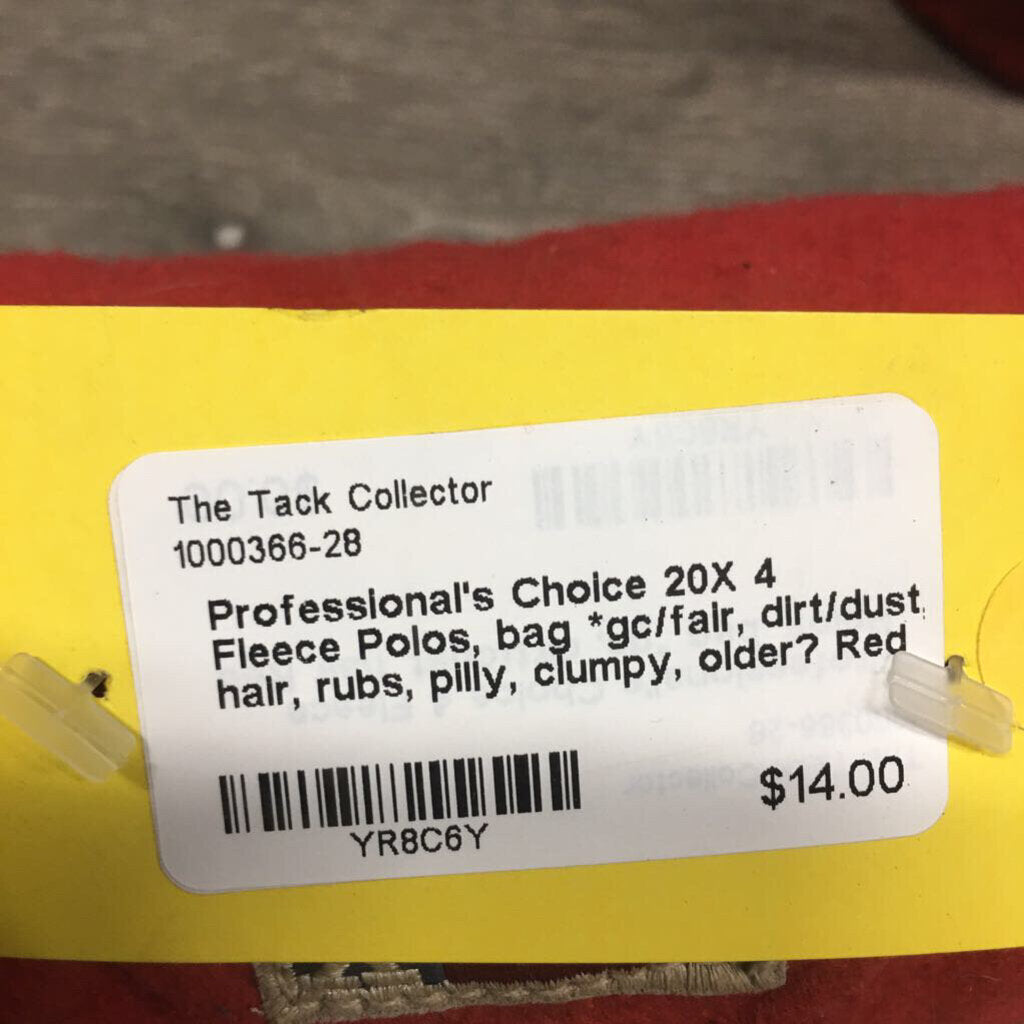 The Tack Collector
1000366-28
Professional's Choice 20X 4
Fleece Polos, bag *gc/fair, dirt/dust,
hair, rubs, pilly, clumpy, older? Red
$14.00
YR8C6Y